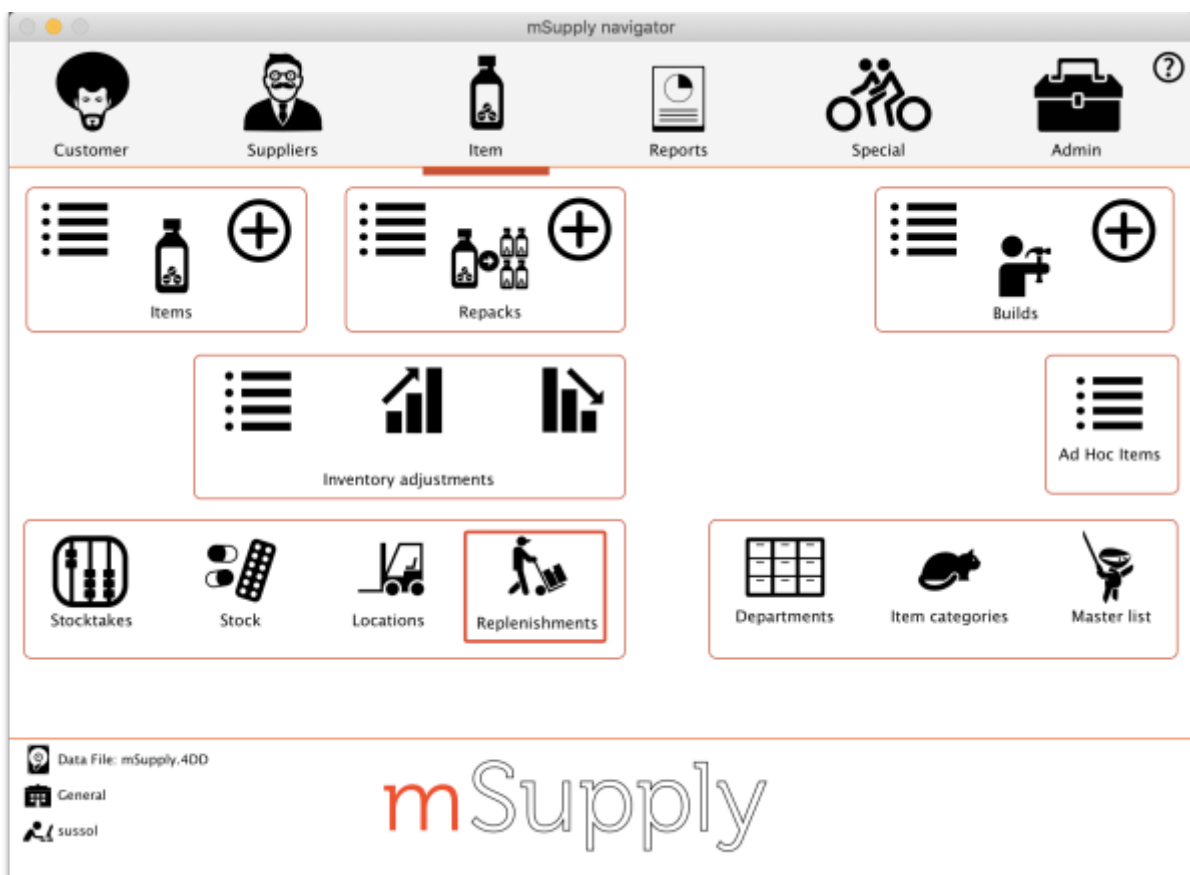 mSupply navigator
?
Customer
Suppliers
Item
Reports
Special
Admin
Items
Repacks
Builds
Inventory adjustments
Ad Hoc Items
Stocktakes
Stock
Locations
Replenishments
Departments
Item categories
Master list
Data File: mSupply.4DD
General
sussol
mSupply